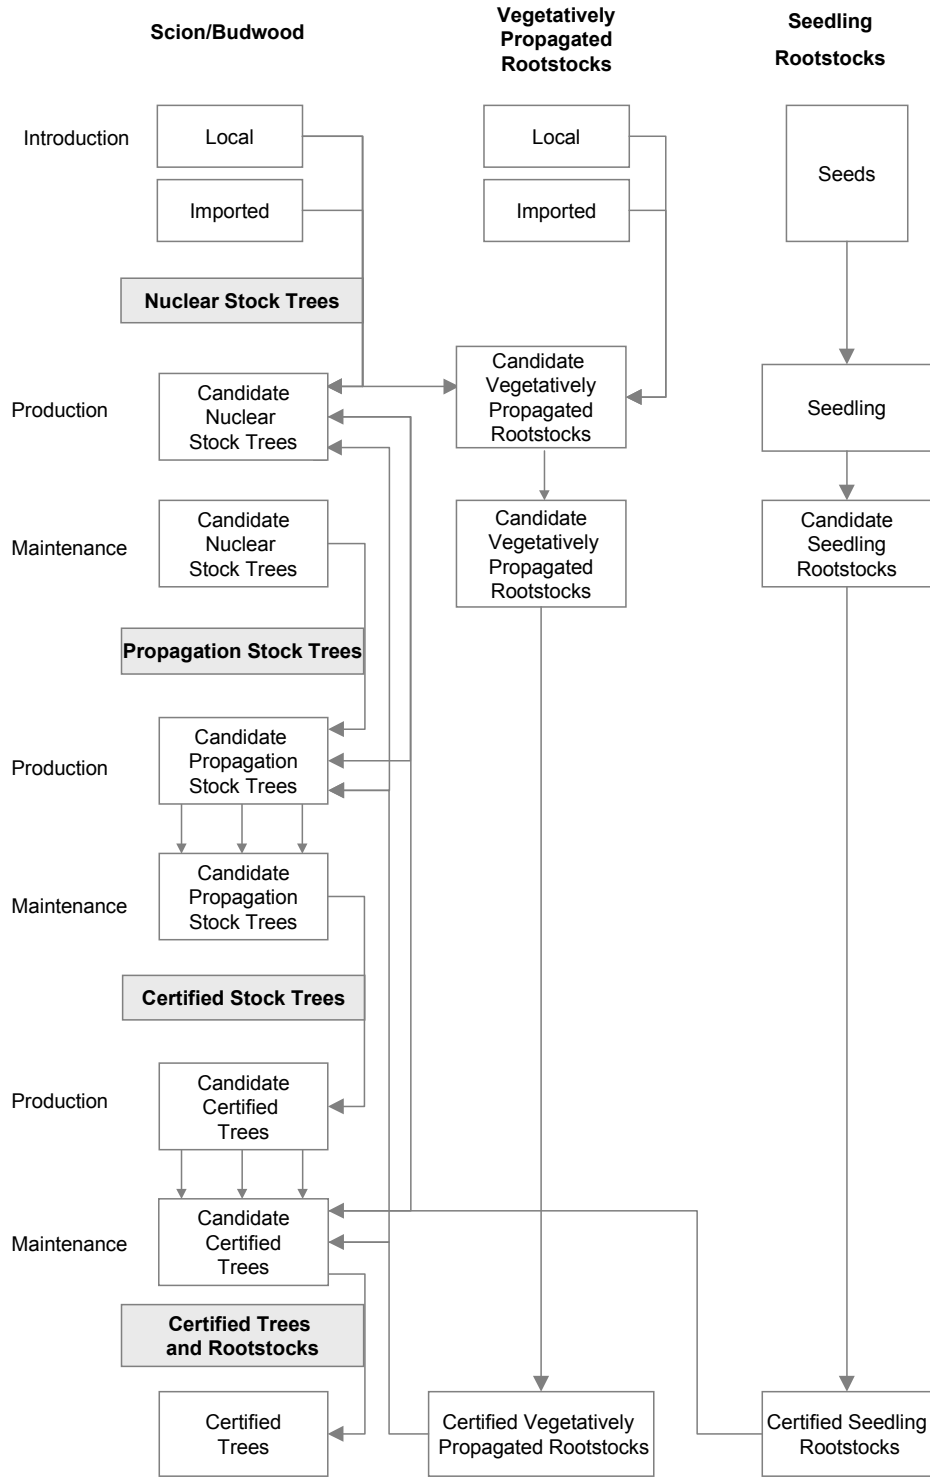 Scion/Budwood
Vegetatively
Propagated
Rootstocks
Seedling
Rootstocks
Introduction
Local
Local
Seeds
Imported
Imported
Nuclear Stock Trees
Production
Candidate
Nuclear
Stock Trees
Candidate
Vegetatively
Propagated
Rootstocks
Seedling
Maintenance
Candidate
Nuclear
Stock Trees
Candidate
Vegetatively
Propagated
Rootstocks
Candidate
Seedling
Rootstocks
Propagation Stock Trees
Production
Candidate
Propagation
Stock Trees
Maintenance
Candidate
Propagation
Stock Trees
Certified Stock Trees
Production
Candidate
Certified
Trees
Maintenance
Candidate
Certified
Trees
Certified Trees
and Rootstocks
Certified
Trees
Certified Vegetatively
Propagated Rootstocks
Certified Seedling
Rootstocks